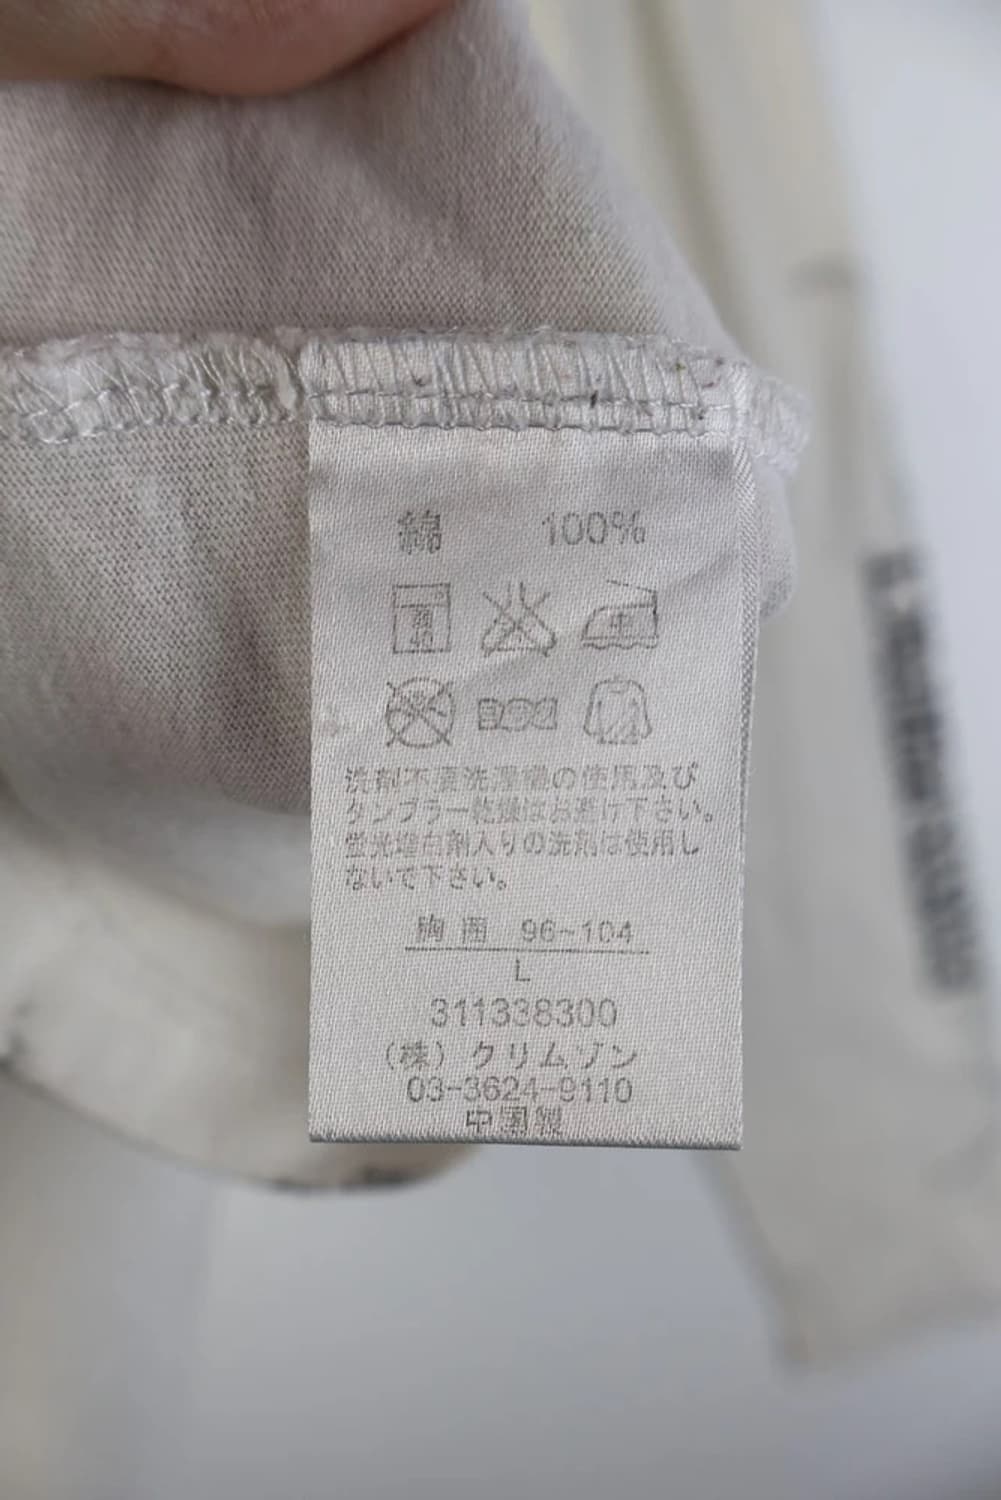 綿 100%
洗剤不要洗濯機の使用及び
タンブラー乾燥はお避け下さい。
蛍光増白剤入りの洗剤は使用し
ないで下さい。
胸囲 96~104
L
311338300
(株)クリムゾン
03-3624-9110
中国製